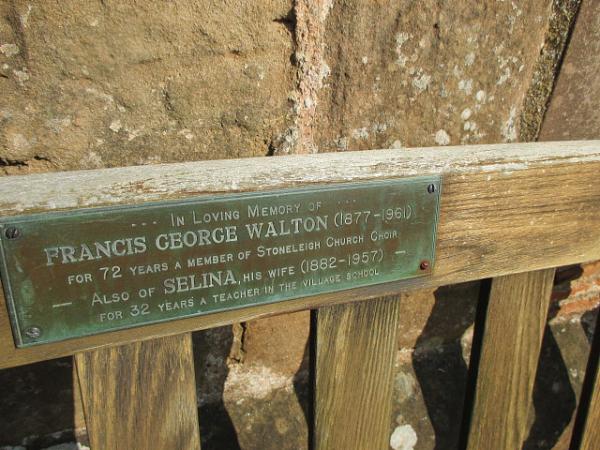 ... IN LOVING MEMORY OF ...
FRANCIS GEORGE WALTON (1877-1961)
FOR 72 YEARS A MEMBER OF STONELEIGH CHURCH CHOIR
— ALSO OF SELINA, HIS WIFE (1882-1957) —
FOR 32 YEARS A TEACHER IN THE VILLAGE SCHOOL